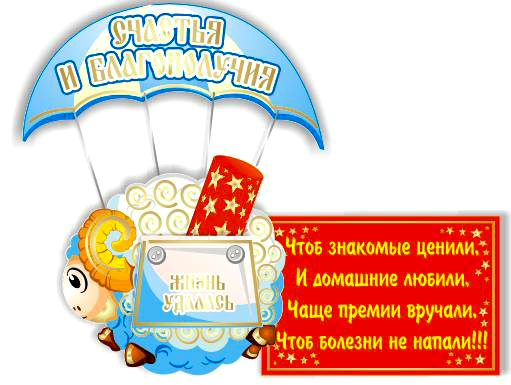 СЧАСТЬЯ
И БЛАГОПОЛУЧИЯ
ЖИЗНЬ
УДАЛАСЬ
Чтоб знакомые ценили,
И домашние любили,
Чаще премии вручали,
Чтоб болезни не напали!!!